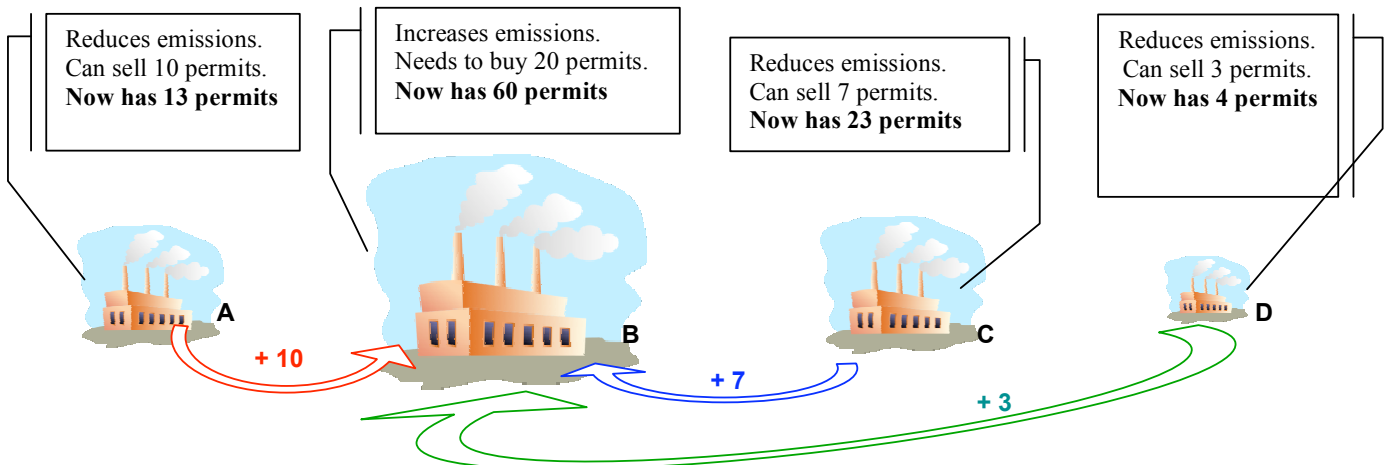 Reduces emissions.
Can sell 10 permits.
Now has 13 permits
Increases emissions.
Needs to buy 20 permits.
Now has 60 permits
Reduces emissions.
Can sell 7 permits.
Now has 23 permits
Reduces emissions.
Can sell 3 permits.
Now has 4 permits
A
B
C
D
+ 10
+ 7
+ 3